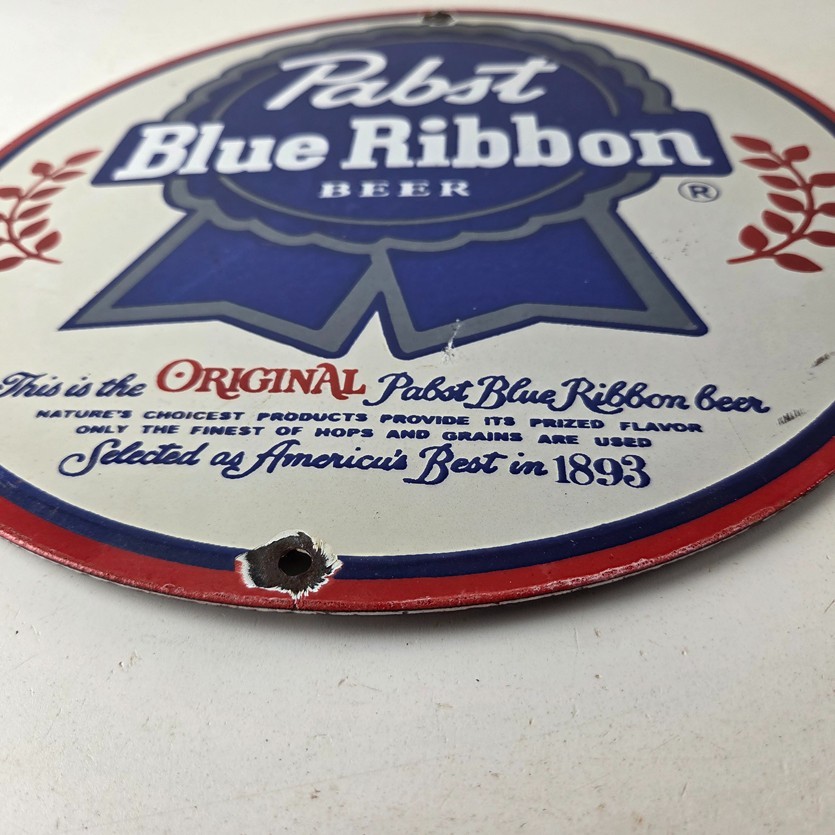 Pabst
Blue Ribbon
BEER
®
This is the ORIGINAL Pabst Blue Ribbon beer
NATURE'S CHOICEST PRODUCTS PROVIDE ITS PRIZED FLAVOR
ONLY THE FINEST OF HOPS AND GRAINS ARE USED
Selected as America's Best in 1893